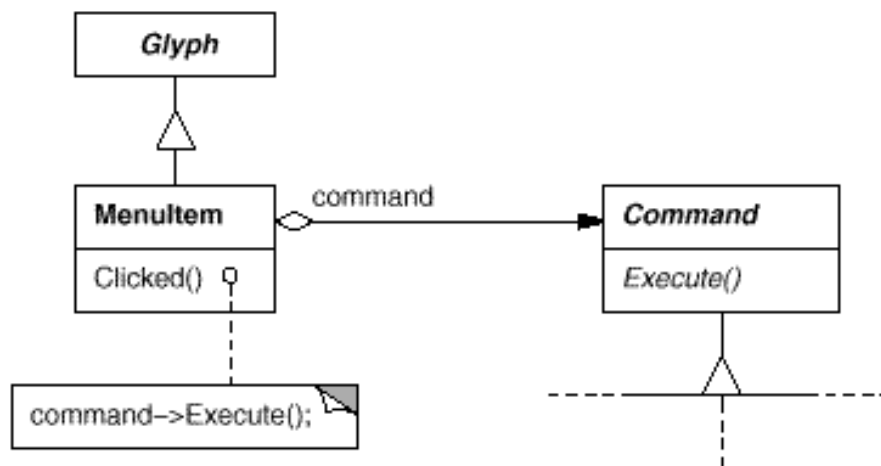 Glyph
MenuItem
command
Command
Clicked()
Execute()
command->Execute();